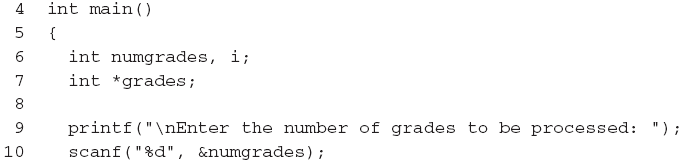 4 int main()
5 {
6 int numgrades, i;
7 int *grades;
8
9 printf("\nEnter the number of grades to be processed: ");
10 scanf("%d", &numgrades);